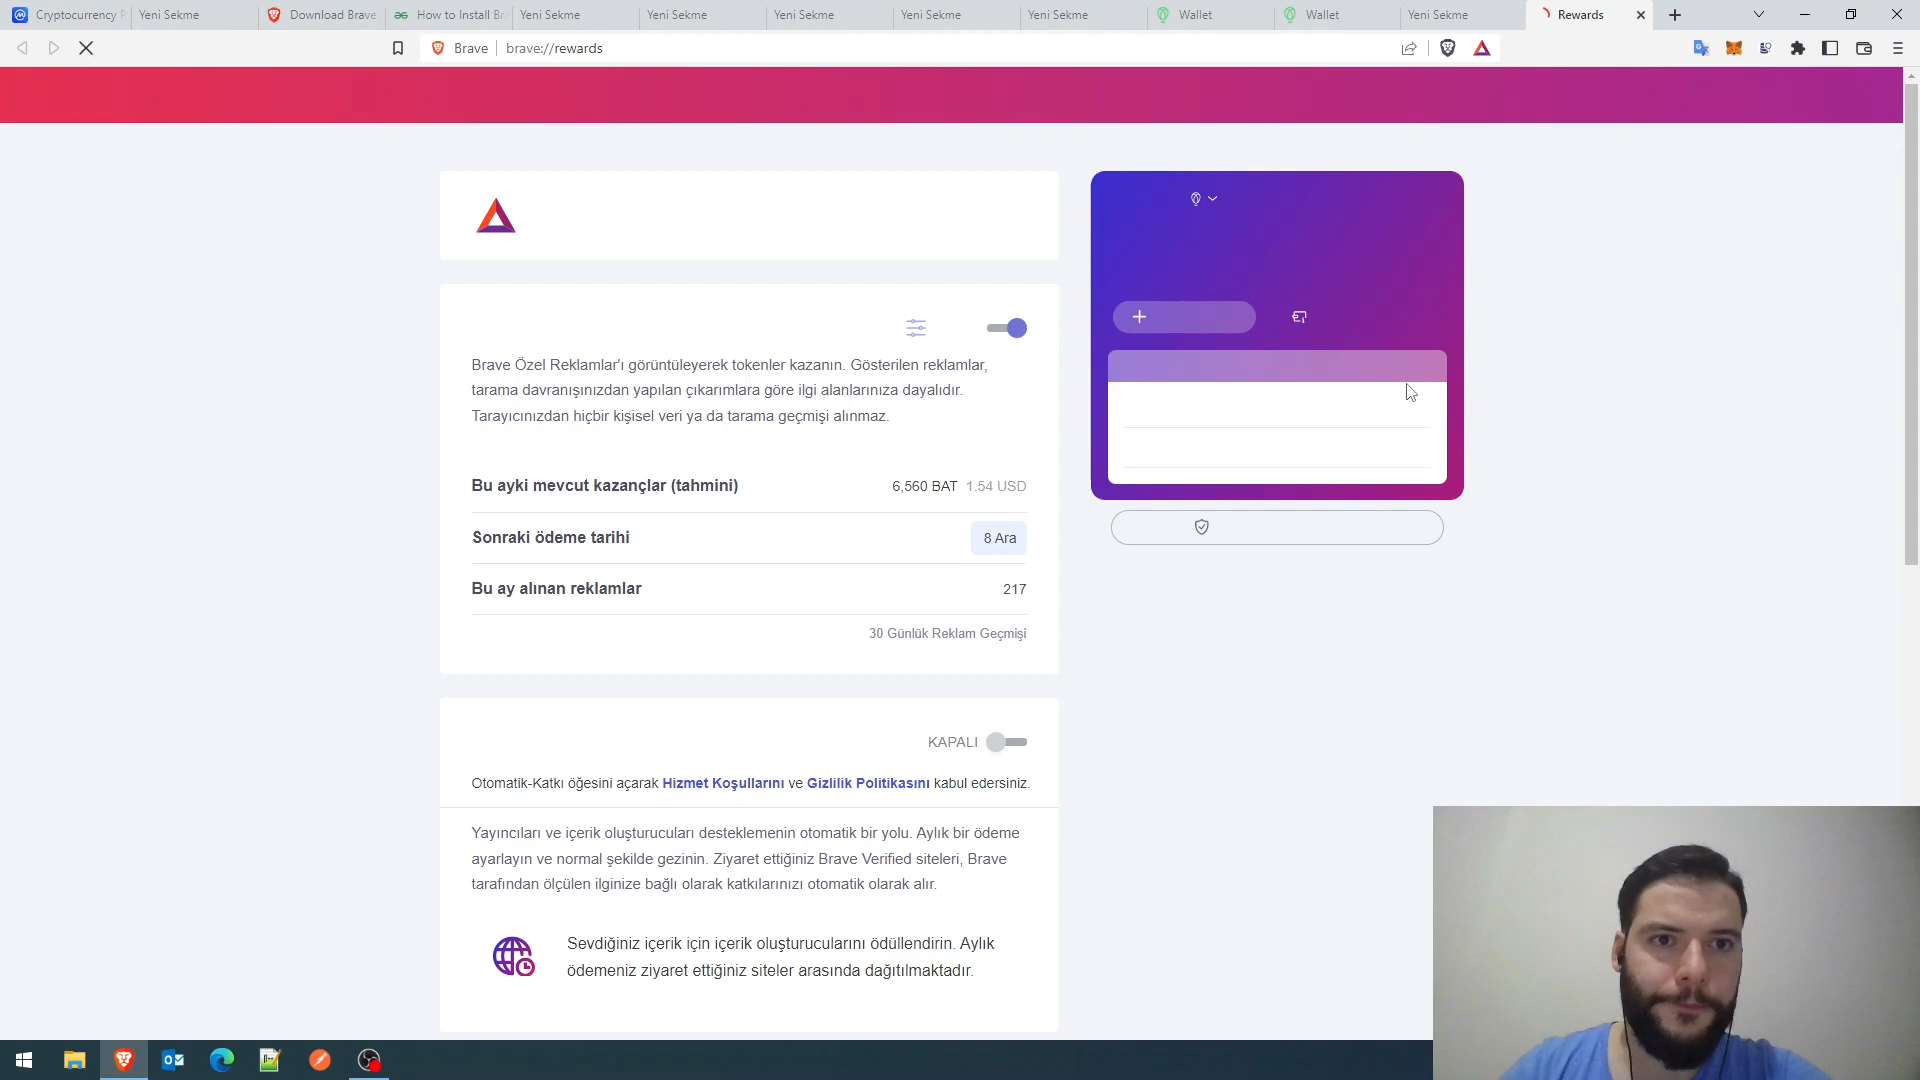 Cryptocurrency P
Yeni Sekme
Download Brave
How to Install Bra
Yeni Sekme
Yeni Sekme
Yeni Sekme
Yeni Sekme
Yeni Sekme
Wallet
Wallet
Yeni Sekme
Rewards
Brave
brave://rewards
Brave Özel Reklamlar'ı görüntüleyerek tokenler kazanın. Gösterilen reklamlar,
tarama davranışınızdan yapılan çıkarımlara göre ilgi alanlarınıza dayalıdır.
Tarayıcınızdan hiçbir kişisel veri ya da tarama geçmişi alınmaz.
Bu ayki mevcut kazançlar (tahmini) 6,560 BAT 1.54 USD
Sonraki ödeme tarihi 8 Ara
Bu ay alınan reklamlar 217
30 Günlük Reklam Geçmişi
KAPALI
Otomatik-Katkı öğesini açarak Hizmet Koşullarını ve Gizlilik Politikasını kabul edersiniz.
Yayıncıları ve içerik oluşturucuları desteklemenin otomatik bir yolu. Aylık bir ödeme
ayarlayın ve normal şekilde gezinin. Ziyaret ettiğiniz Brave Verified siteleri, Brave
tarafından ölçülen ilginize bağlı olarak katkılarınızı otomatik olarak alır.
Sevdiğiniz içerik için içerik oluşturucularını ödüllendirin. Aylık
ödemeniz ziyaret ettiğiniz siteler arasında dağıtılmaktadır.